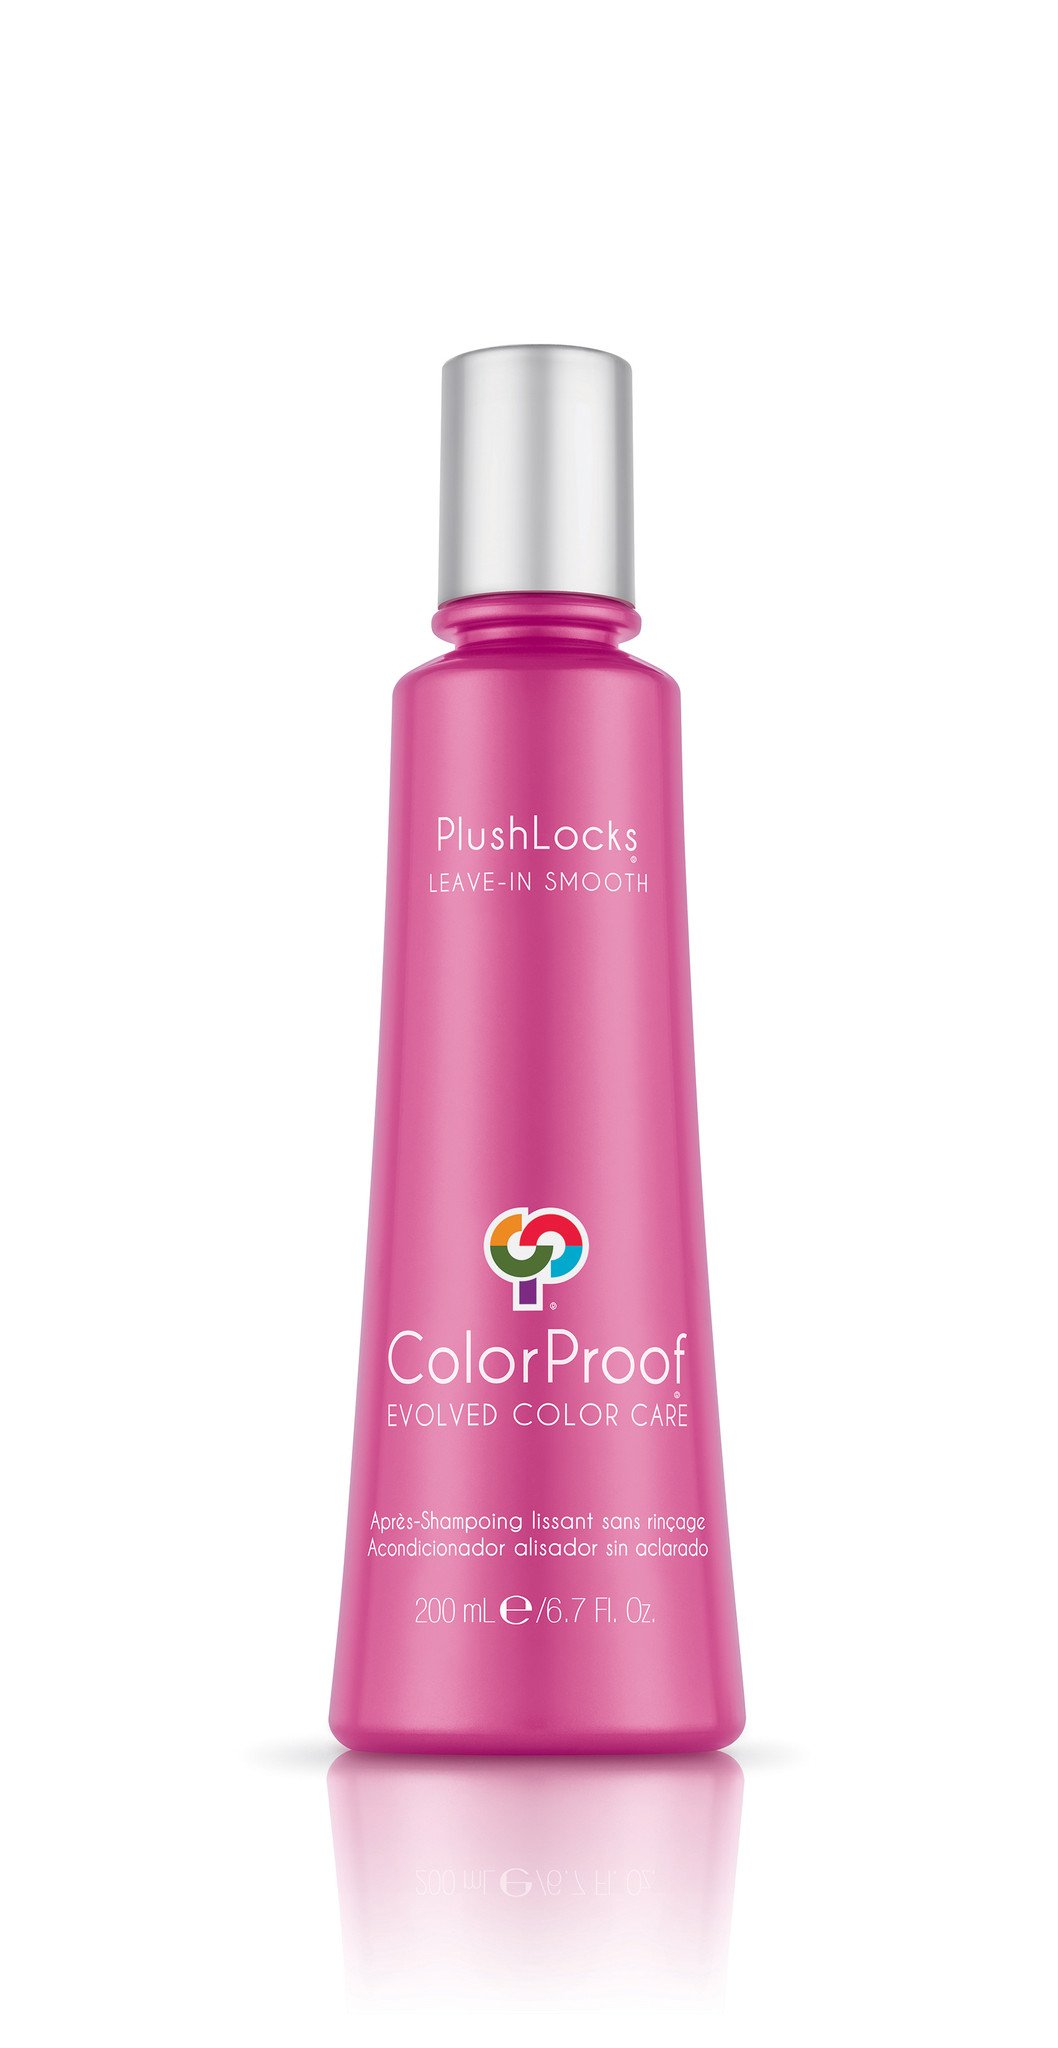 PlushLocks
LEAVE-IN SMOOTH
ColorProof
EVOLVED COLOR CARE
Après-Shampoing lissant sans rinçage
Acondicionador alisador sin aclarado
200 mL℮/6.7 Fl. Oz.